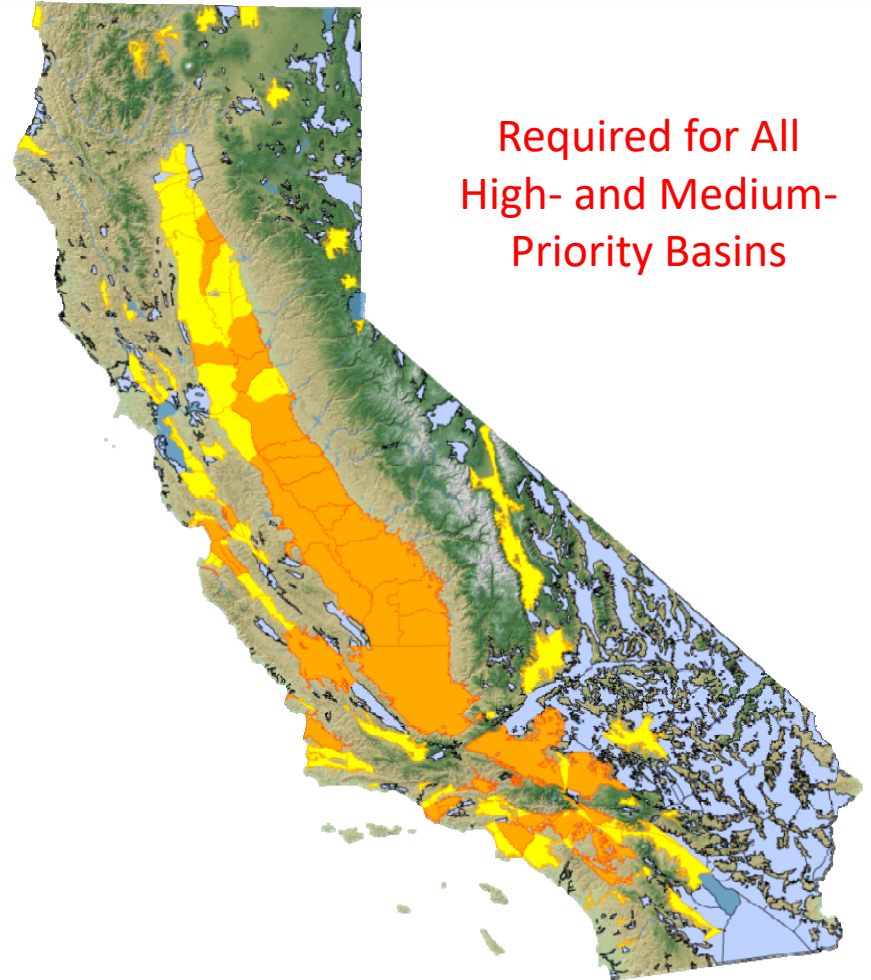 Required for All
High- and Medium-
Priority Basins